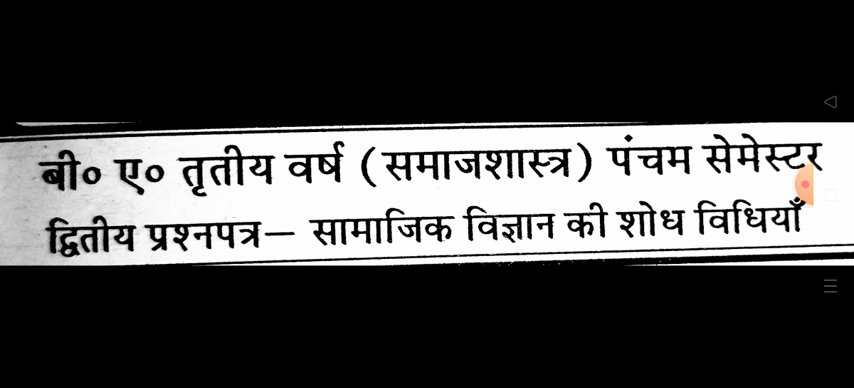 बी० ए० तृतीय वर्ष (समाजशास्त्र) पंचम सेमेस्टर
द्वितीय प्रश्नपत्र– सामाजिक विज्ञान की शोध विधियाँ